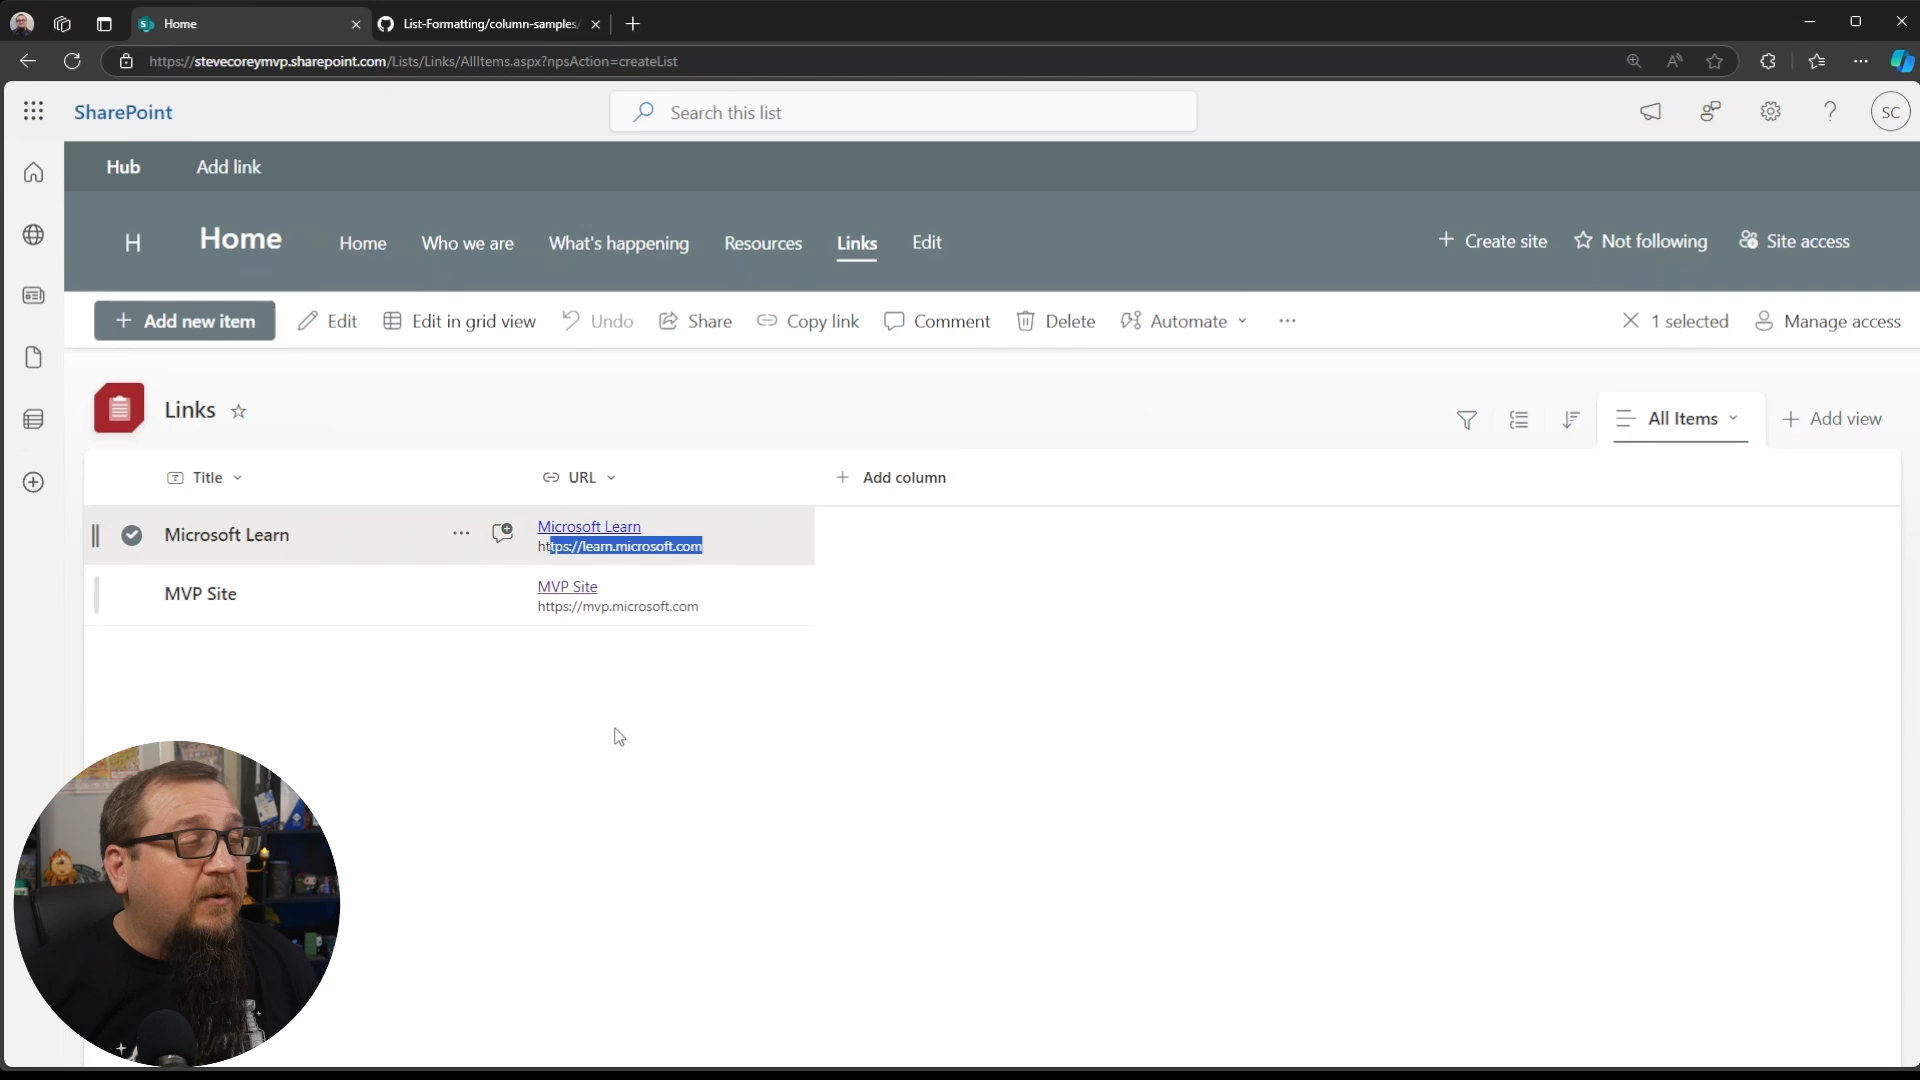 Home
List-Formatting/column-samples/
https://stevecoreymvp.sharepoint.com/Lists/Links/AllItems.aspx?npsAction=createList
SharePoint
Search this list
SC
Hub
Add link
H
Home
Home
Who we are
What's happening
Resources
Links
Edit
Create site
Not following
Site access
Add new item
Edit
Edit in grid view
Undo
Share
Copy link
Comment
Delete
Automate
1 selected
Manage access
Links
All Items
Add view
Title
URL
Add column
Microsoft Learn
Microsoft Learn
https://learn.microsoft.com
MVP Site
MVP Site
https://mvp.microsoft.com